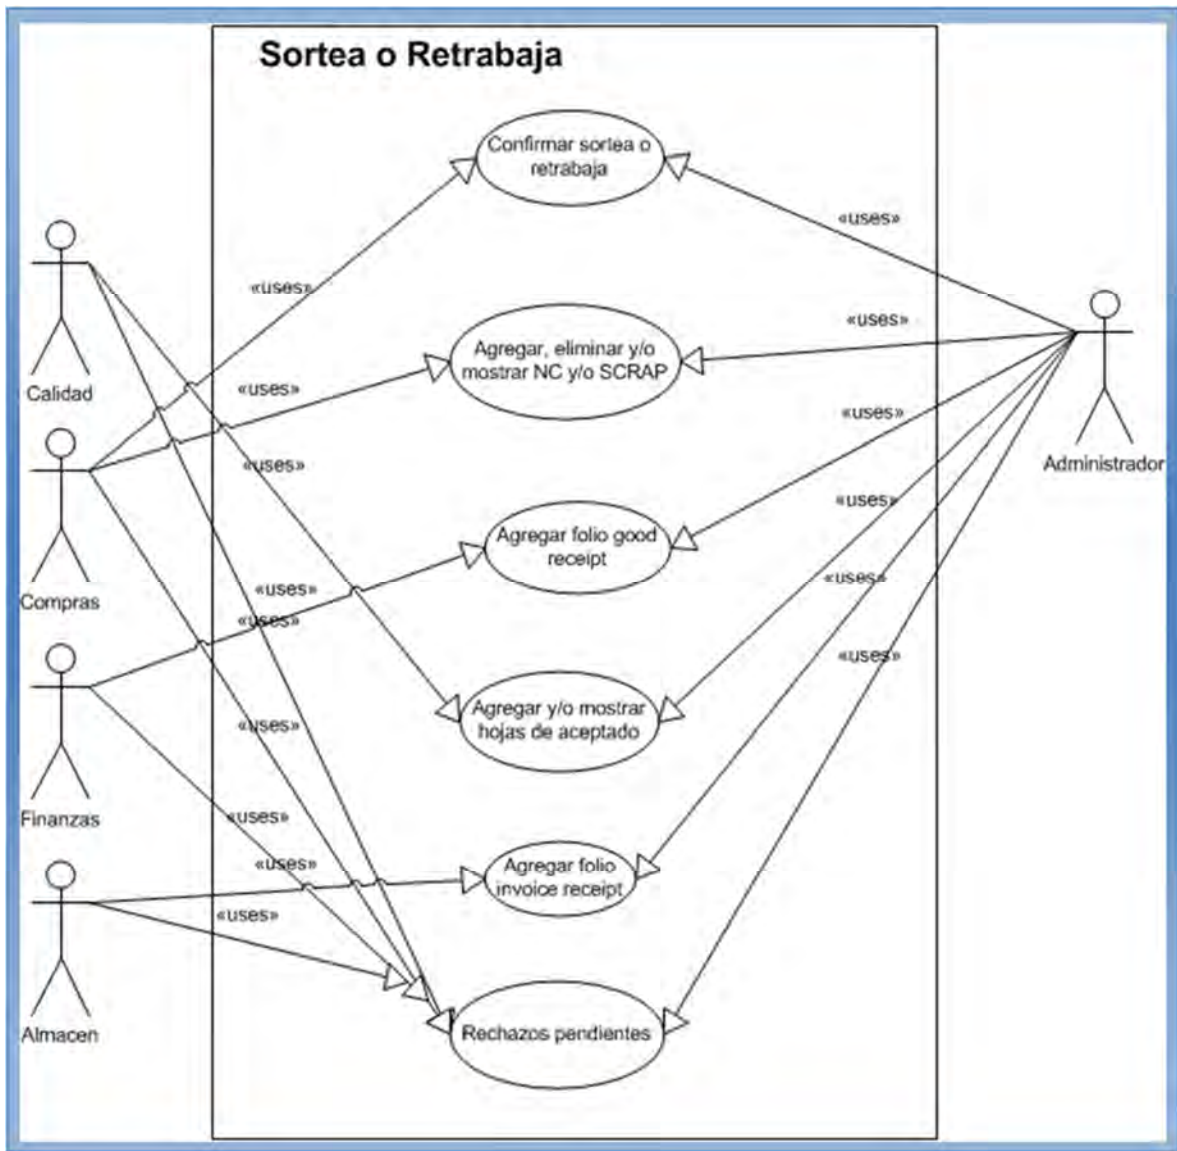 Sortea o Retrabaja
Confirmar sortea o
retrabaja
«uses»
«uses»
Calidad
Agregar, eliminar y/o
mostrar NC y/o SCRAP
«uses»
«uses»
«uses»
«uses»
Compras
Administrador
Agregar folio good
receipt
«uses»
«uses»
«uses»
«uses»
«uses»
Finanzas
Agregar y/o mostrar
hojas de aceptado
«uses»
«uses»
«uses»
Agregar folio
invoice receipt
«uses»
Almacen
Rechazos pendientes